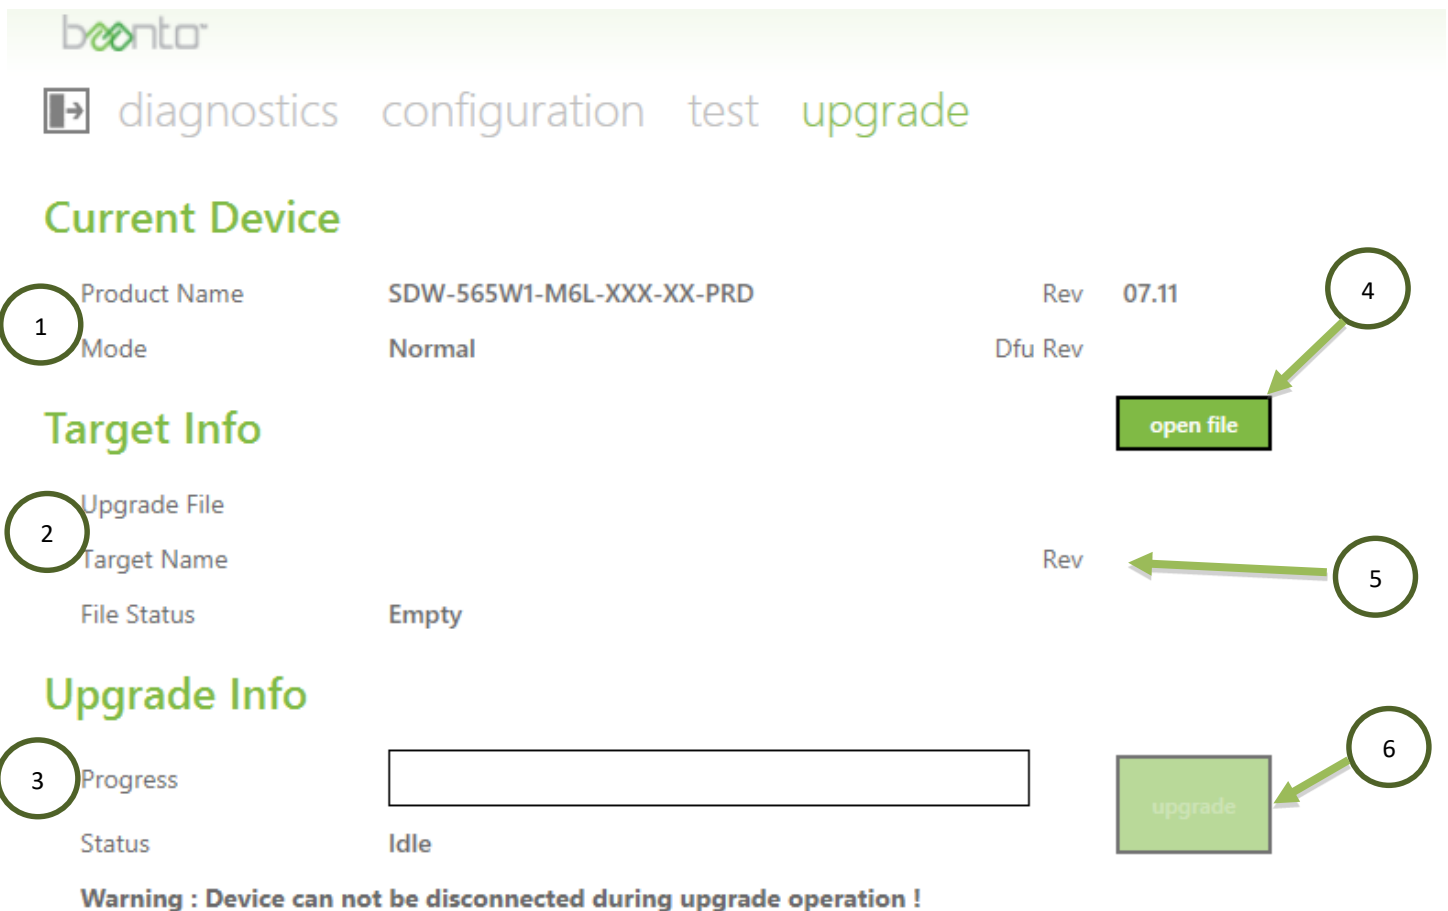 boonto
diagnostics configuration test upgrade
Current Device
Product Name SDW-565W1-M6L-XXX-XX-PRD Rev 07.11 4
1
Mode Normal Dfu Rev
Target Info open file
Upgrade File
2
Target Name Rev 5
File Status Empty
Upgrade Info
3 Progress upgrade 6
Status Idle
Warning : Device can not be disconnected during upgrade operation !